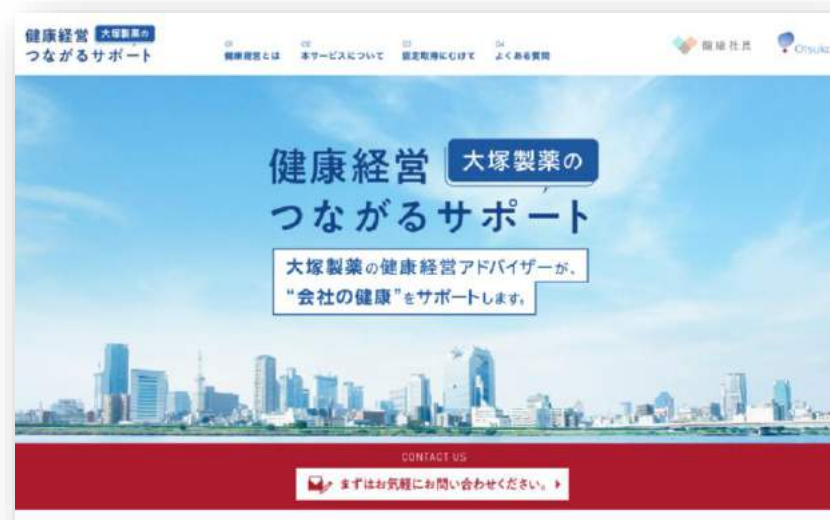 健康経営 大塚製薬の
つながるサポート
01
健康経営とは
02
本サービスについて
03
認定取得にむけて
04
よくある質問
健康社長
Otsuka
健康経営 大塚製薬の
つながるサポート
大塚製薬の健康経営アドバイザーが、
“会社の健康”をサポートします。
CONTACT US
まずはお気軽にお問い合わせください。